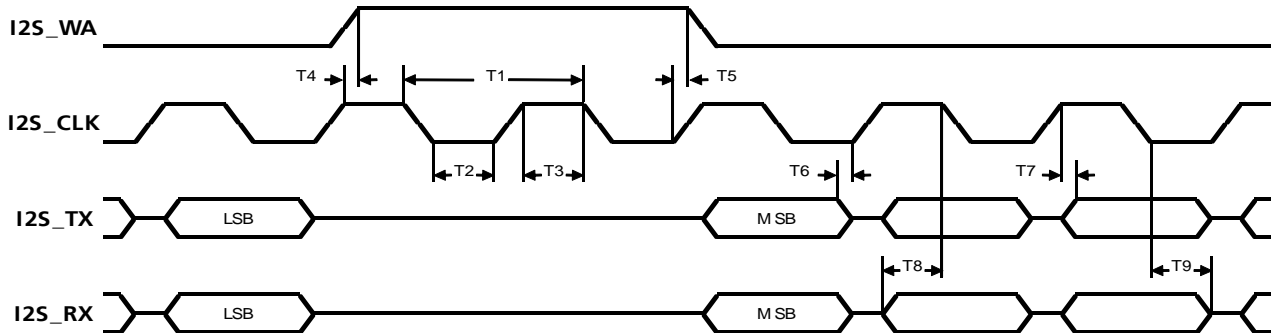 I2S_WA
T4
T1
T5
I2S_CLK
T2
T3
T6
T7
I2S_TX
LSB
MSB
T8
T9
I2S_RX
LSB
MSB